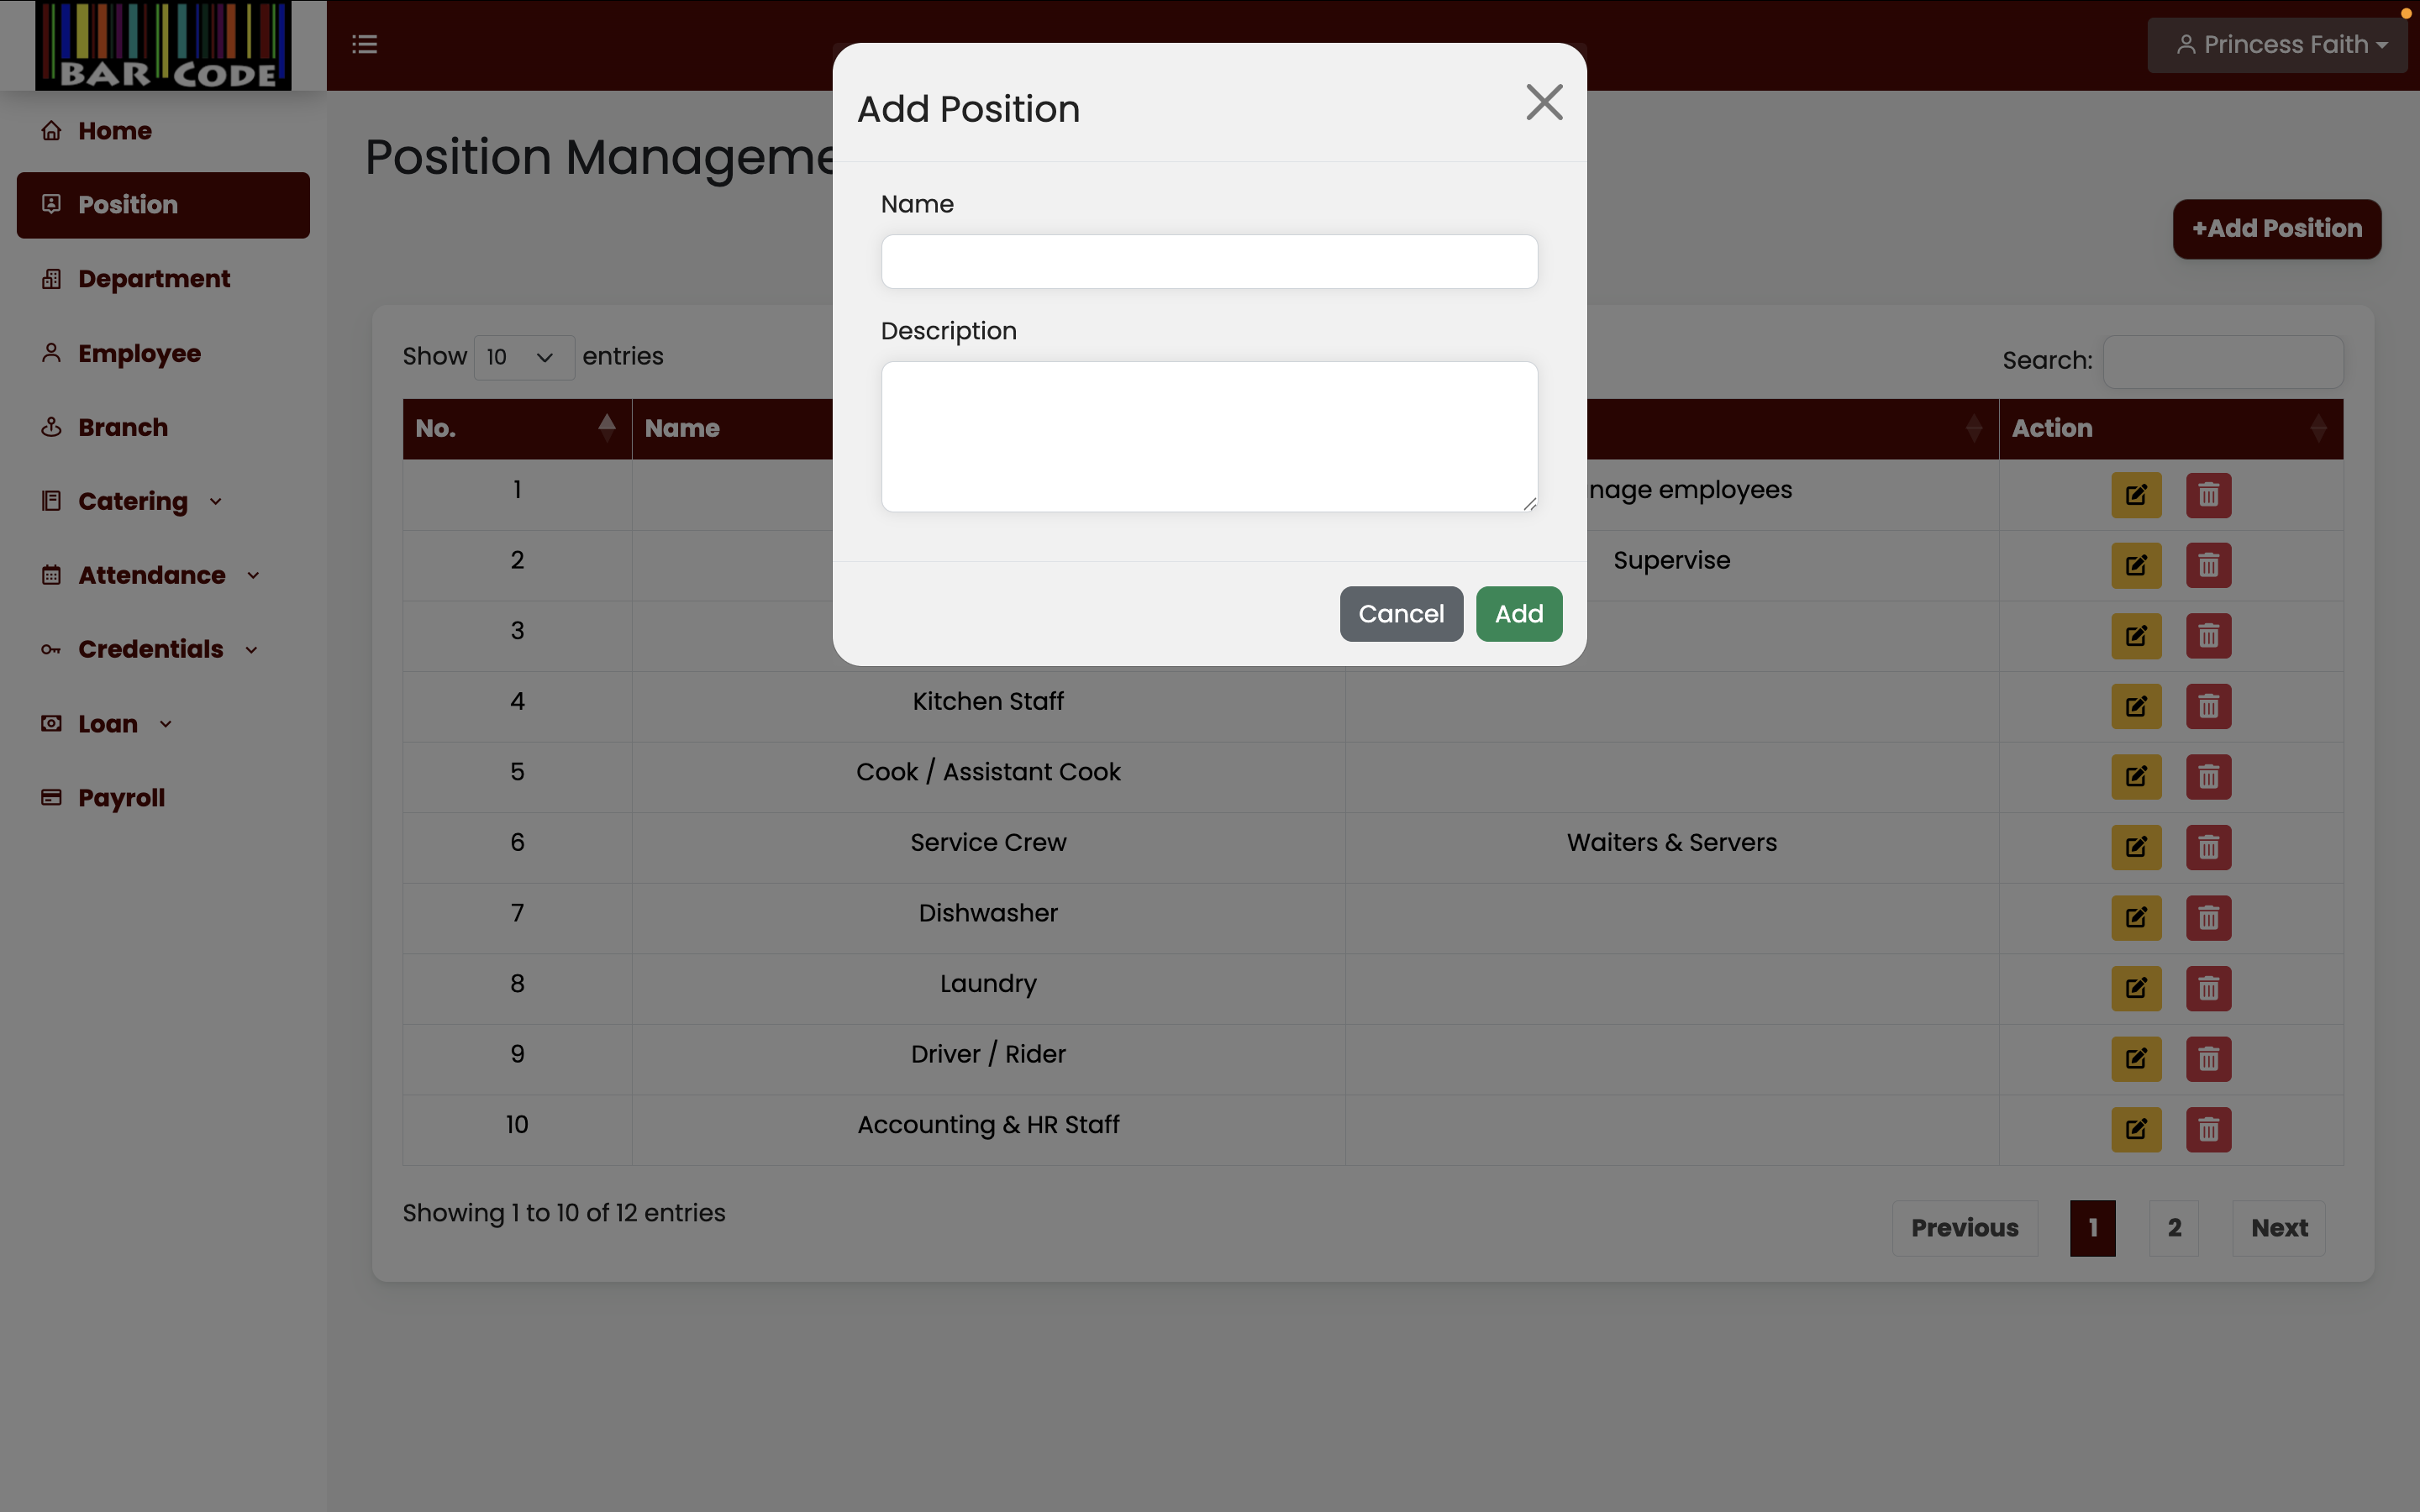 BAR CODE
Princess Faith
Home
Position
Department
Employee
Branch
Catering
Attendance
Credentials
Loan
Payroll
Position Manageme
+Add Position
Add Position
Name
Description
Cancel
Add
Show 10 entries
Search:
No. Name Action
1 nage employees
2 Supervise
3
4 Kitchen Staff
5 Cook / Assistant Cook
6 Service Crew Waiters & Servers
7 Dishwasher
8 Laundry
9 Driver / Rider
10 Accounting & HR Staff
Showing 1 to 10 of 12 entries
Previous 1 2 Next